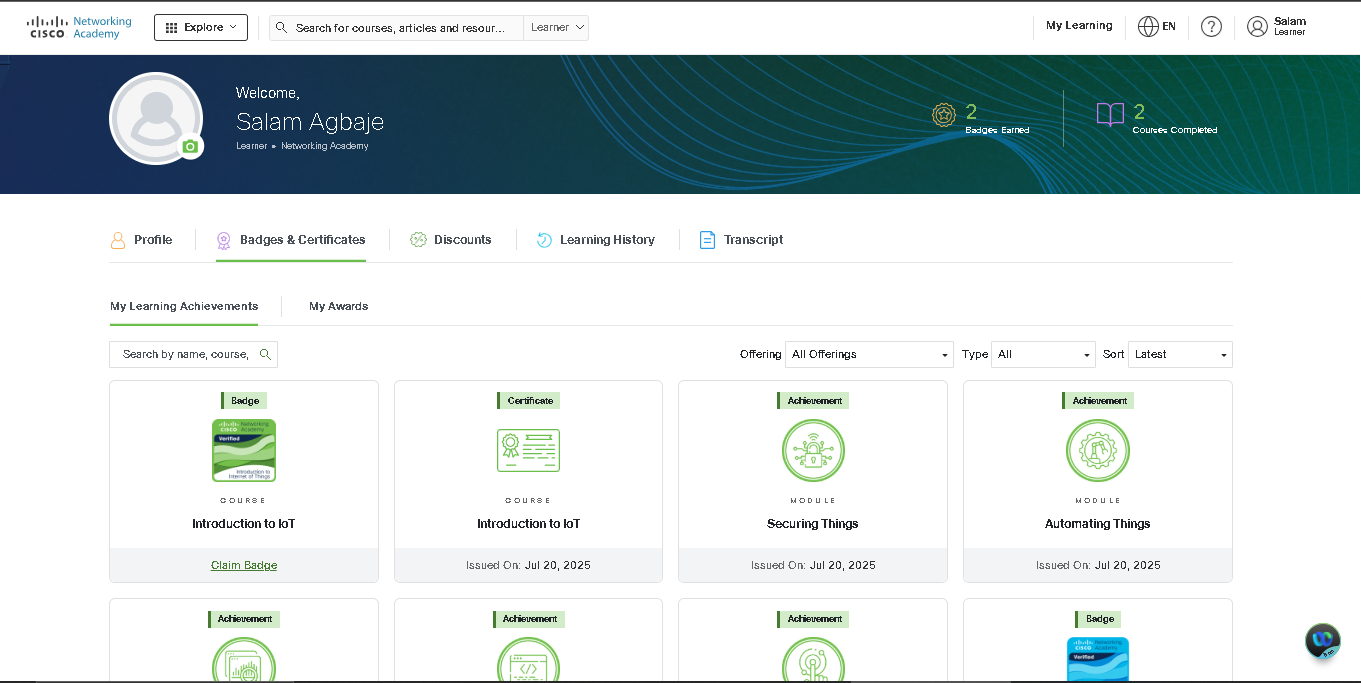 cisco Networking Academy
Explore
Search for courses, articles and resour...
Learner
My Learning
EN
Salam
Learner
Welcome,
Salam Agbaje
Learner • Networking Academy
2
Badges Earned
2
Courses Completed
Profile
Badges & Certificates
Discounts
Learning History
Transcript
My Learning Achievements
My Awards
Search by name, course,
Offering
All Offerings
Type
All
Sort
Latest
Badge
cisco Networking Academy
Verified
Introduction to
Internet of Things
COURSE
Introduction to IoT
Claim Badge
Certificate
COURSE
Introduction to IoT
Issued On: Jul 20, 2025
Achievement
MODULE
Securing Things
Issued On: Jul 20, 2025
Achievement
MODULE
Automating Things
Issued On: Jul 20, 2025
Achievement
Achievement
</>
Achievement
Badge
cisco Networking Academy
Verified